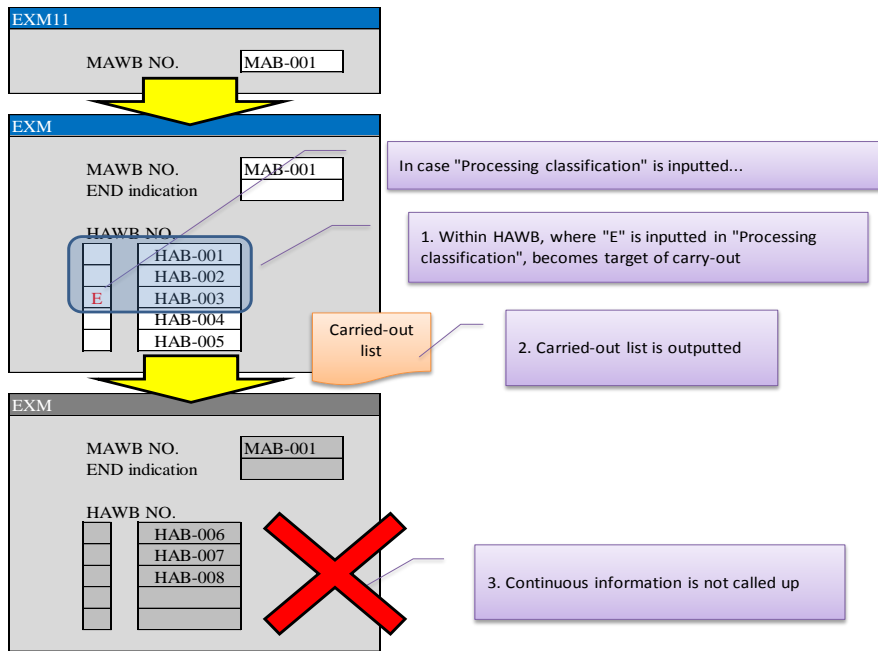 EXM11
MAWB NO. MAB-001
EXM
MAWB NO. MAB-001
END indication
HAWB NO.
HAB-001
HAB-002
E HAB-003
HAB-004
HAB-005
In case "Processing classification" is inputted...
1. Within HAWB, where "E" is inputted in "Processing
classification", becomes target of carry-out
Carried-out
list
2. Carried-out list is outputted
EXM
MAWB NO. MAB-001
END indication
HAWB NO.
HAB-006
HAB-007
HAB-008
3. Continuous information is not called up